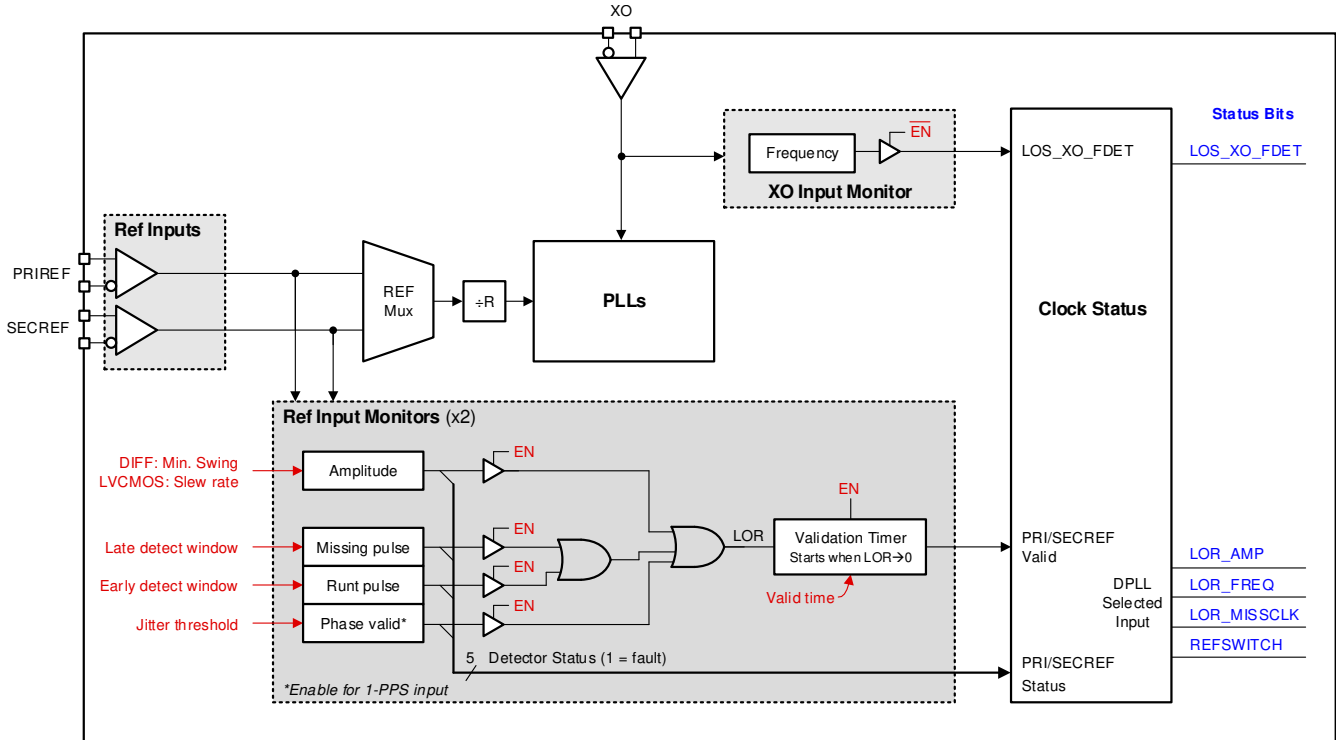 XO
Status Bits
EN
Frequency
LOS_XO_FDET
LOS_XO_FDET
XO Input Monitor
Ref Inputs
PRIREF
SECREF
REF
Mux
÷R
PLLs
Clock Status
Ref Input Monitors (x2)
DIFF: Min. Swing
LVCMOS: Slew rate
Amplitude
EN
Late detect window
Missing pulse
EN
Early detect window
Runt pulse
EN
Jitter threshold
Phase valid*
EN
LOR
EN
Validation Timer
Starts when LOR→0
Valid time
PRI/SECREF
Valid
DPLL
Selected
Input
LOR_AMP
LOR_FREQ
LOR_MISSCLK
REFSWITCH
5 Detector Status (1 = fault)
PRI/SECREF
Status
*Enable for 1-PPS input